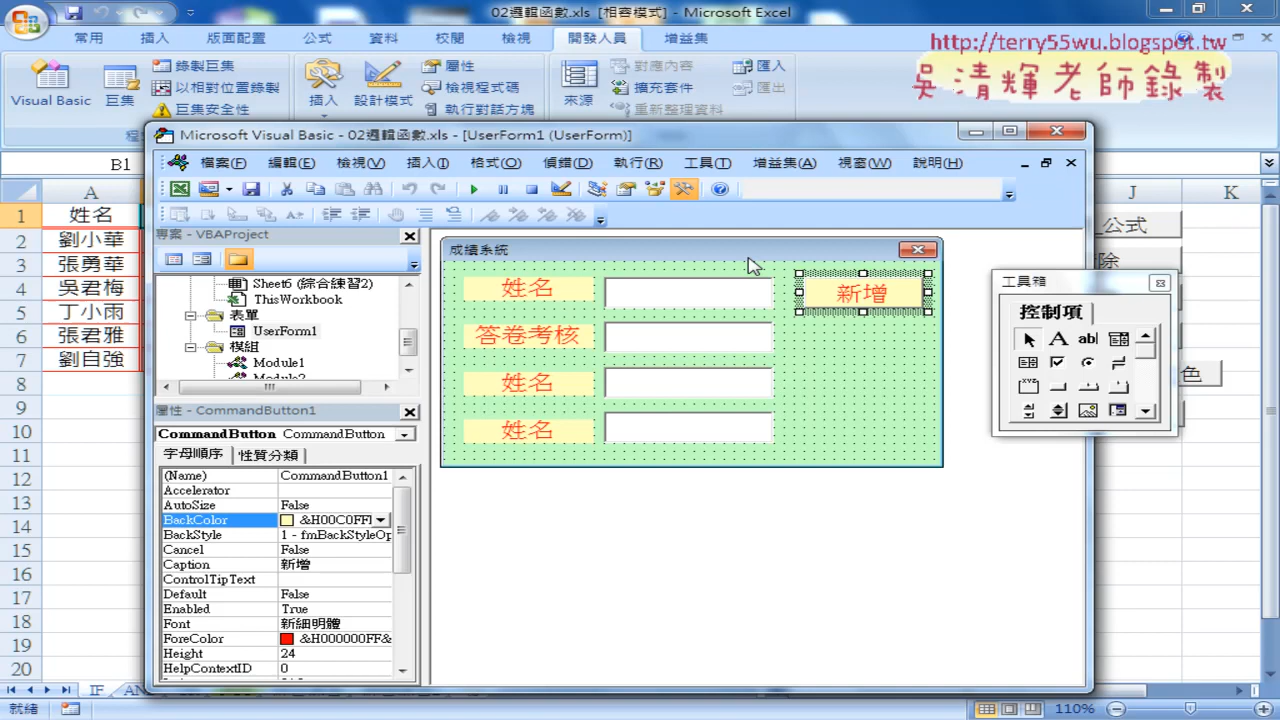 02邏輯函數.xls [相容模式] - Microsoft Excel
常用 插入 版面配置 公式 資料 校閱 檢視 開發人員 增益集
http://terry55wu.blogspot.tw
吳清輝老師錄製
Visual Basic 巨集 錄製巨集 以相對位置錄製 巨集安全性
插入 設計模式 屬性 檢視程式碼 執行對話方塊
來源 對應內容 擴充套件 重新整理資料 匯入 匯出
B1
Microsoft Visual Basic - 02邏輯函數.xls - [UserForm1 (UserForm)]
檔案(F) 編輯(E) 檢視(V) 插入(I) 格式(O) 偵錯(D) 執行(R) 工具(T) 增益集(A) 視窗(W) 說明(H)
A J K
1 姓名
2 劉小華
3 張勇華
4 吳君梅
5 丁小雨
6 張君雅
7 劉自強
8
9
10
11
12
13
14
15
16
17
18
19
20
_公式
除
色
專案 - VBAProject
Sheet6 (綜合練習2)
ThisWorkbook
表單
UserForm1
模組
Module1
屬性 - CommandButton1
CommandButton1 CommandButton
字母順序 性質分類
(Name) CommandButton1
Accelerator
AutoSize False
BackColor &H00C0FF
BackStyle 1 - fmBackStyleOp
Cancel False
Caption 新增
ControlTipText
Default False
Enabled True
Font 新細明體
ForeColor &H000000FF&
Height 24
HelpContextID 0
成績系統
姓名 新增
答卷考核
姓名
姓名
工具箱
控制項
IF AN
就緒 110%